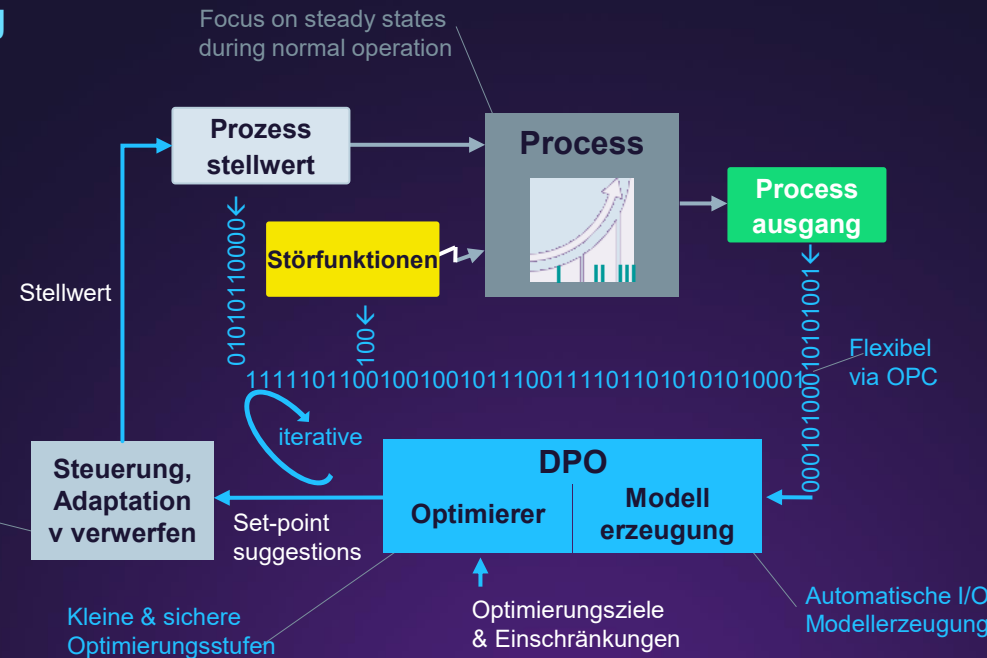 g
Focus on steady states
during normal operation
Prozess
stellwert
Process
Process
ausgang
Störfunktionen
Stellwert
01010110000
100
0001010001010101001
Flexibel
via OPC
iterative
DPO
Optimierer
Modell
erzeugung
Steuerung,
Adaptation
v verwerfen
Set-point
suggestions
Optimierungsziele
& Einschränkungen
Kleine & sichere
Optimierungsstufen
Automatische I/O
Modellerzeugung